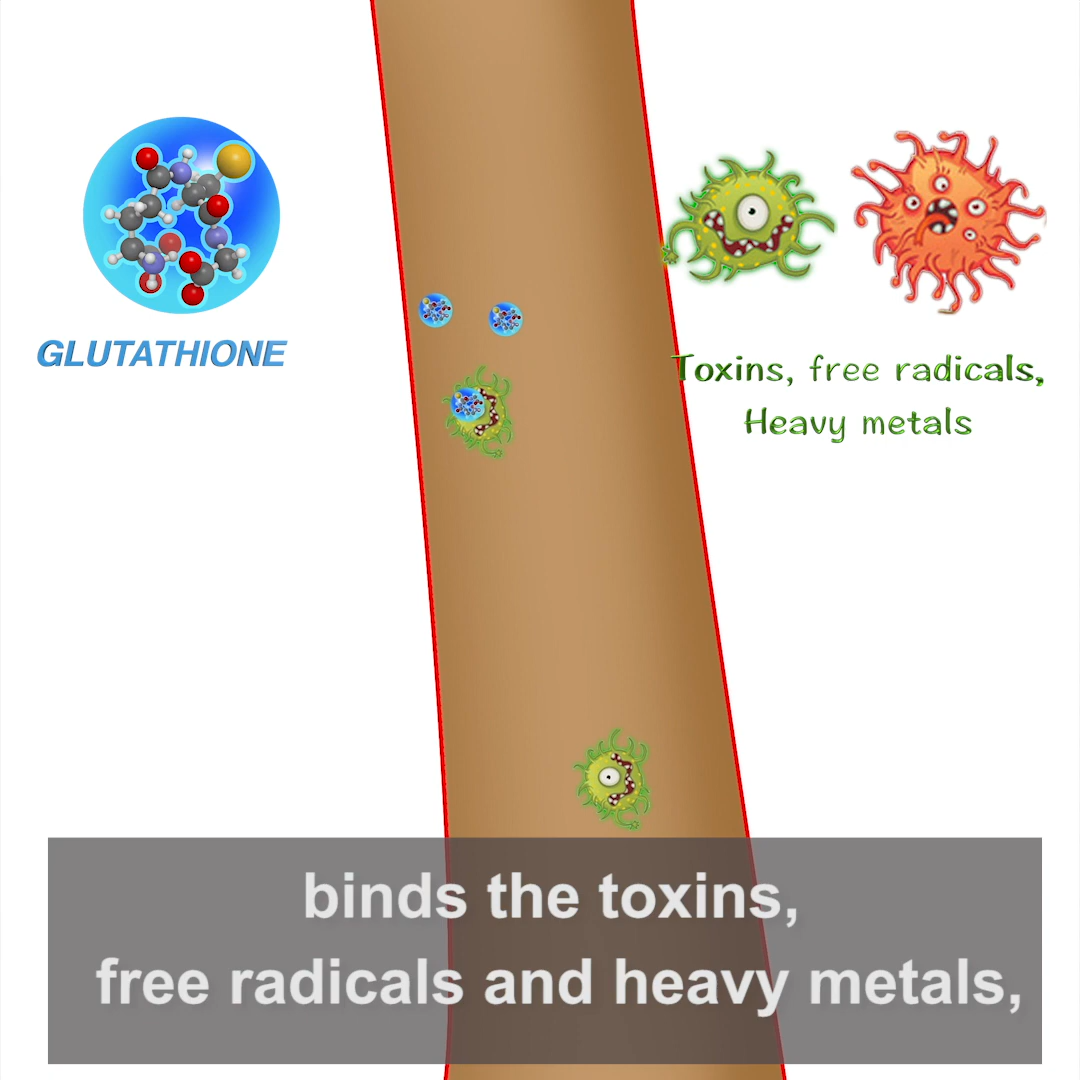 GLUTATHIONE
Toxins, free radicals,
Heavy metals
binds the toxins,
free radicals and heavy metals,